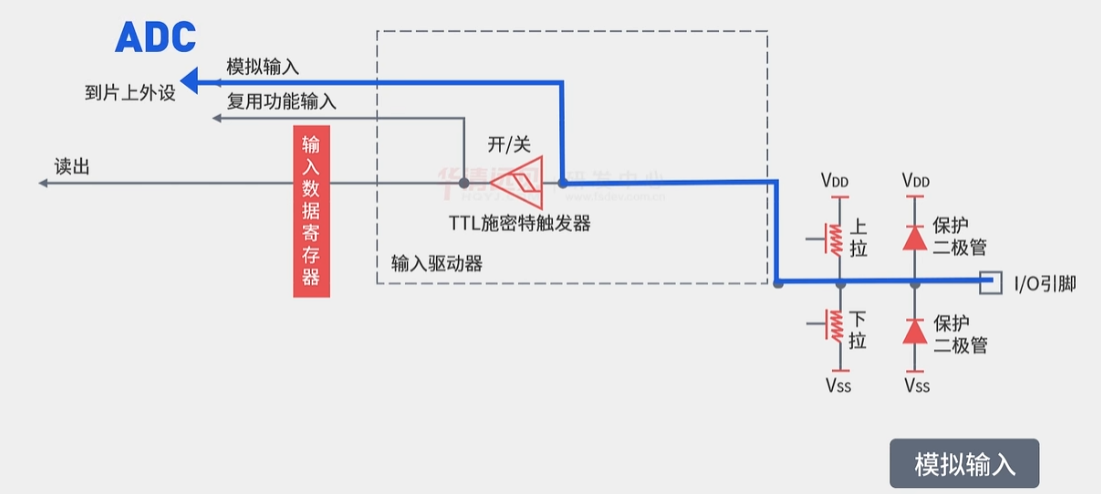 ADC
模拟输入
到片上外设
复用功能输入
输入数据寄存器
开/关
读出
TTL施密特触发器
输入驱动器
VDD
VDD
上拉
保护
二极管
I/O引脚
下拉
保护
二极管
VSS
VSS
模拟输入